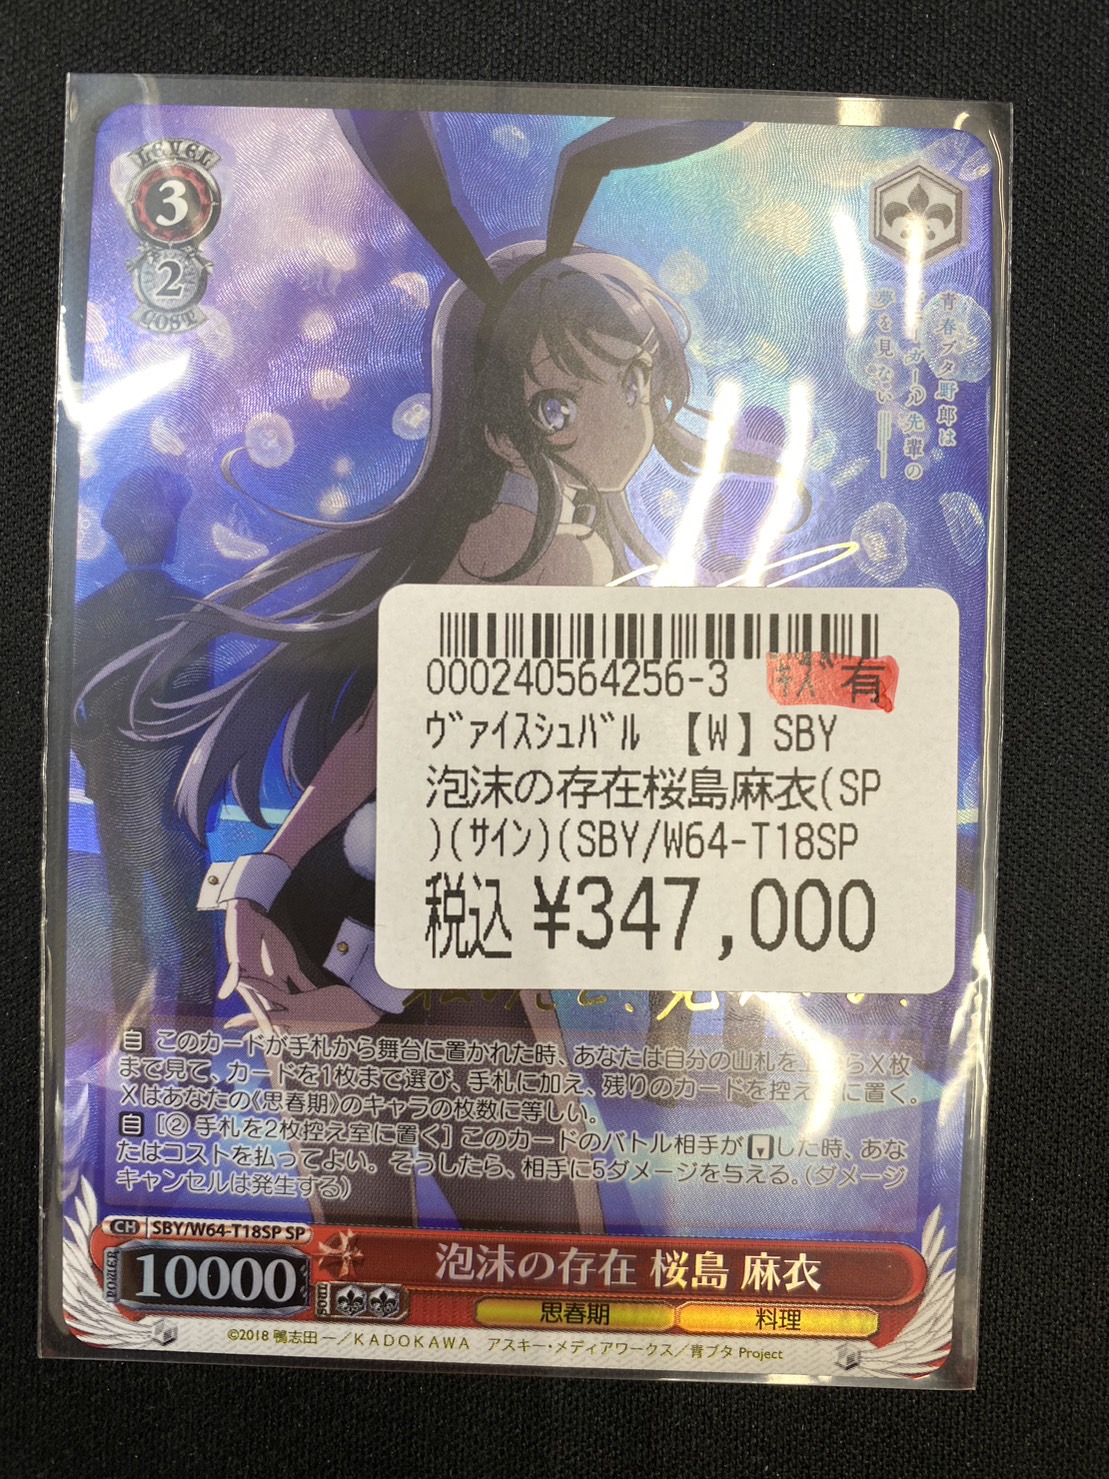 LEVEL
3
2
COST
青春ブタ野郎は
ガール先輩の
夢を見ない
000240564256-3 キズ有
ヴァイスシュバル 【W】SBY
泡沫の存在桜島麻衣(SP
)(サイン)(SBY/W64-T18SP
税込 ¥347,000
自 このカードが手札から舞台に置かれた時、あなたは自分の山札を上からX枚
まで見て、カードを1枚まで選び、手札に加え、残りのカードを控え室に置く。
Xはあなたの《思春期》のキャラの枚数に等しい。
自 [② 手札を2枚控え室に置く] このカードのバトル相手が した時、あな
たはコストを払ってよい。そうしたら、相手に5ダメージを与える。(ダメージ
キャンセルは発生する)
CH SBY/W64-T18SP SP
POWER 10000 SOUL
泡沫の存在 桜島 麻衣
思春期 料理
©2018 鴨志田 一/KADOKAWA アスキー・メディアワークス/青ブタ Project